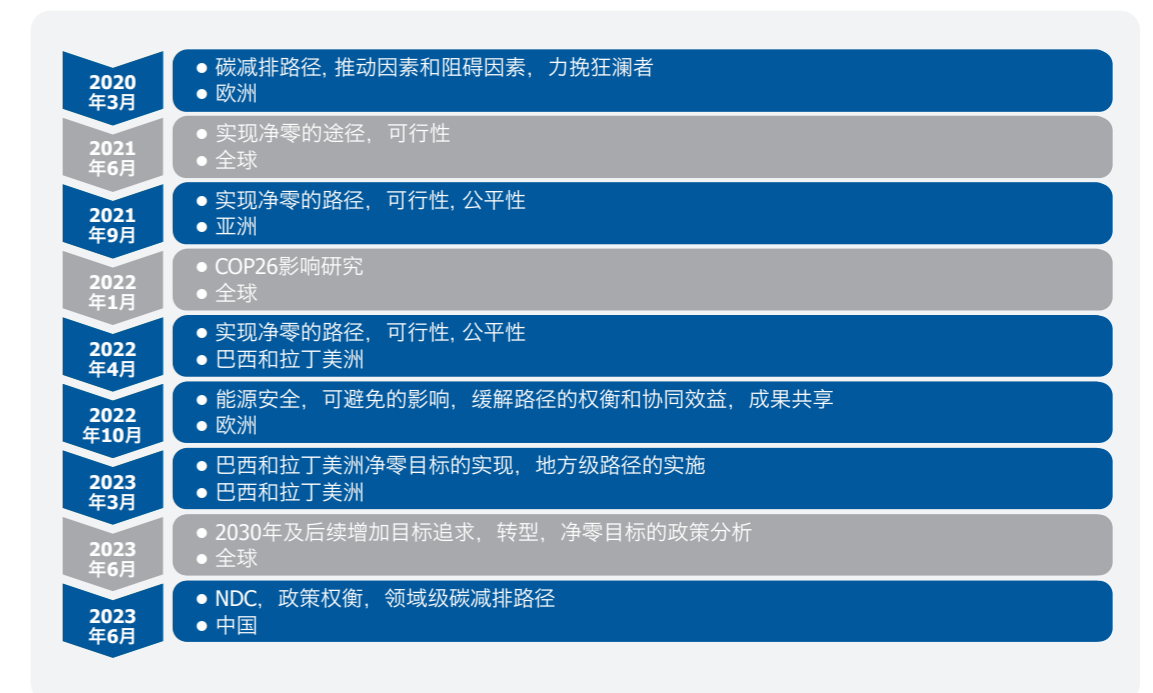 2020
年3月
● 碳减排路径, 推动因素和阻碍因素，力挽狂澜者
● 欧洲
2021
年6月
● 实现净零的途径，可行性
● 全球
2021
年9月
● 实现净零的路径，可行性, 公平性
● 亚洲
2022
年1月
● COP26影响研究
● 全球
2022
年4月
● 实现净零的路径，可行性, 公平性
● 巴西和拉丁美洲
2022
年10月
● 能源安全，可避免的影响，缓解路径的权衡和协同效益，成果共享
● 欧洲
2023
年3月
● 巴西和拉丁美洲净零目标的实现，地方级路径的实施
● 巴西和拉丁美洲
2023
年6月
● 2030年及后续增加目标追求，转型，净零目标的政策分析
● 全球
2023
年6月
● NDC，政策权衡，领域级碳减排路径
● 中国